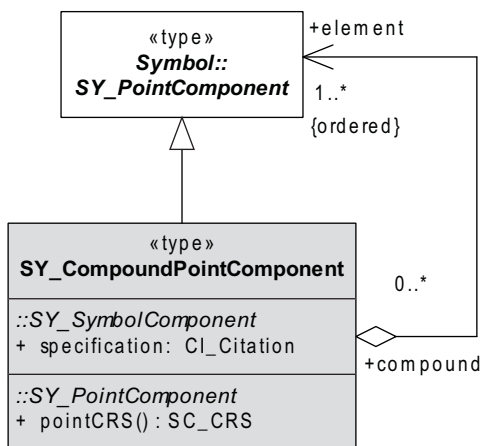 «type»
Symbol::
SY_PointComponent
+element
1..*
{ordered}
«type»
SY_CompoundPointComponent
0..*
::SY_SymbolComponent
+ specification: CI_Citation
+compound
::SY_PointComponent
+ pointCRS() : SC_CRS